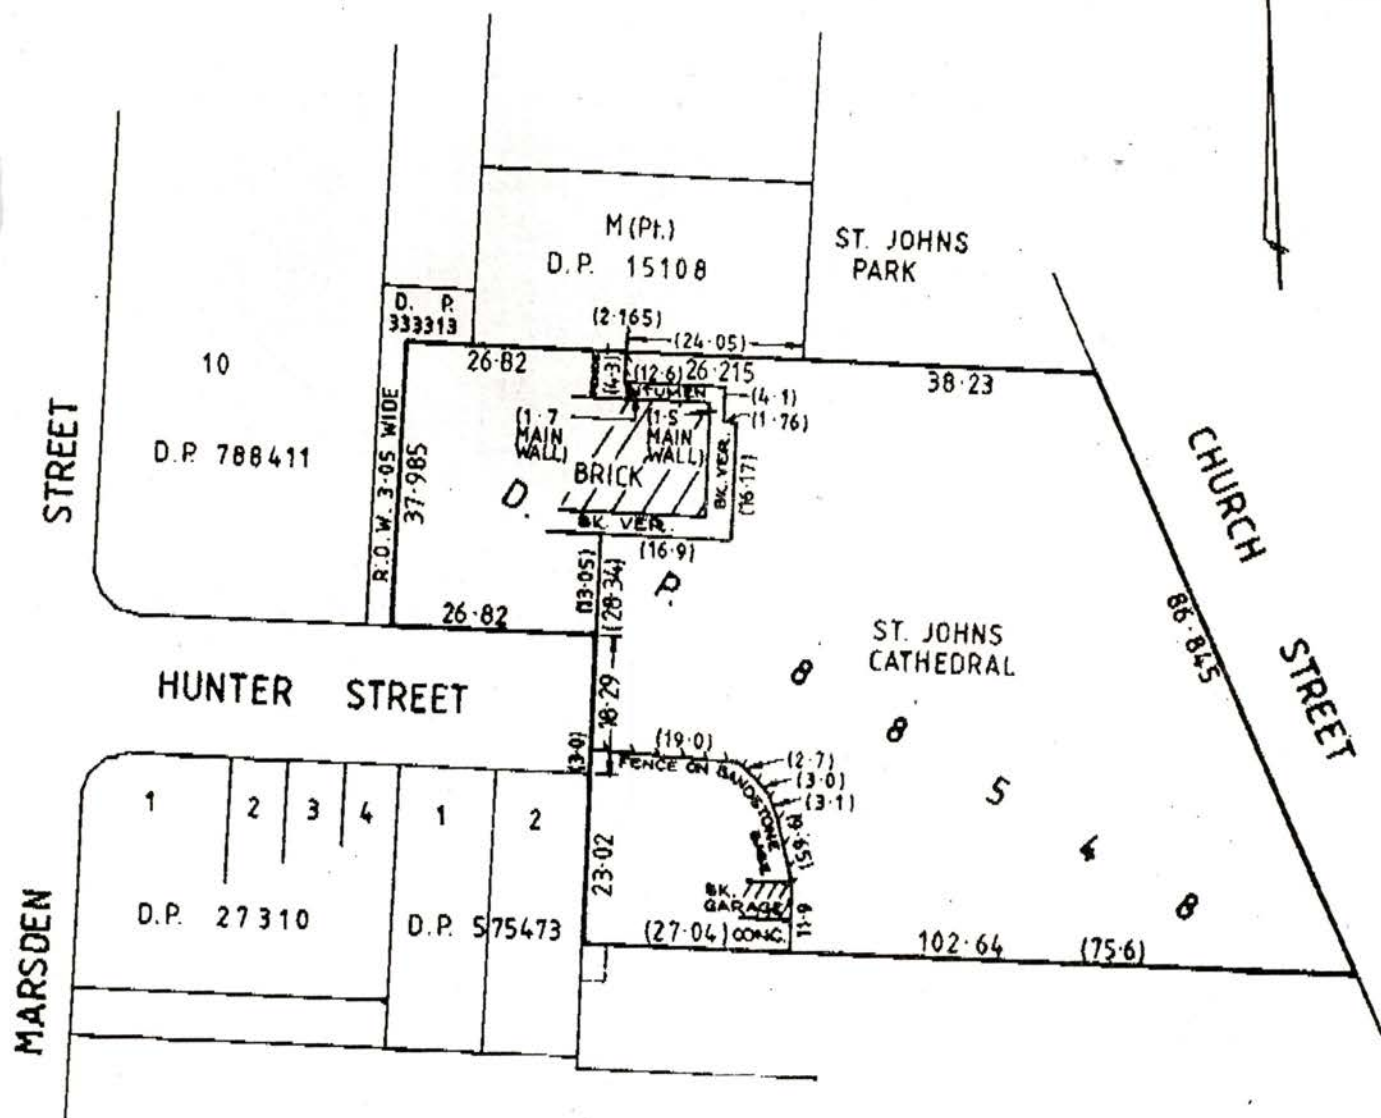 M (Pt.)
D.P. 15108
ST. JOHNS
PARK
D. P.
333313
(2·165)
(24·05)
10
26·82
(4·3)
(12·6)
26·215
38·23
(4·1)
(1·76)
(1·7
MAIN
WALL)
(1·5
MAIN
WALL)
D.P. 788411
R.O.W. 3·05 WIDE
37·985
BRICK
BK. VER.
(16·17)
D.
BK. VER.
(16·9)
P.
STREET
CHURCH
STREET
(13·05)
(28·34)
26·82
ST. JOHNS
CATHEDRAL
86·845
8
8
5
4
8
HUNTER STREET
18·29
(3·0)
(19·0)
FENCE ON SANDSTONE
BASE
(2·7)
(3·0)
(3·1)
1
2
3
4
1
2
23·02
BK.
GARAGE
11·9
D.P. 27310
D.P. 575473
(27·04)
CONC.
102·64
(75·6)
MARSDEN